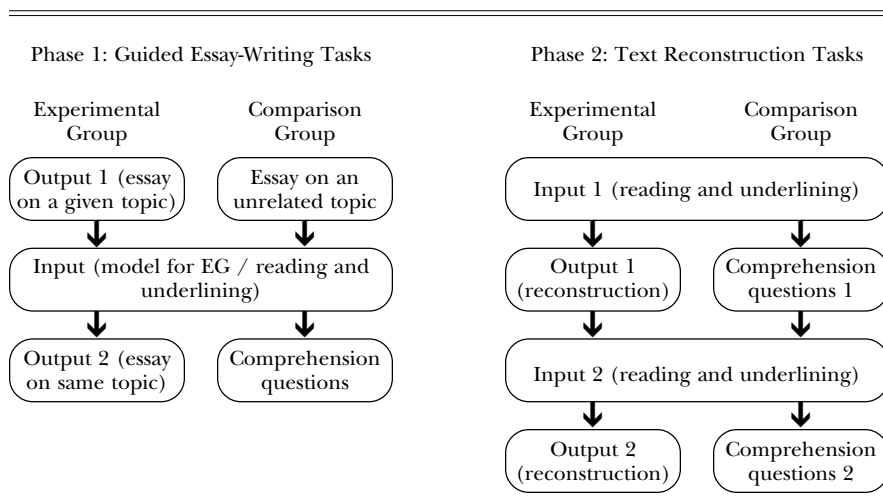 Phase 1: Guided Essay-Writing Tasks
Experimental
Group
Comparison
Group
Output 1 (essay
on a given topic)
Essay on an
unrelated topic
Input (model for EG / reading and
underlining)
Output 2 (essay
on same topic)
Comprehension
questions
Phase 2: Text Reconstruction Tasks
Experimental
Group
Comparison
Group
Input 1 (reading and underlining)
Output 1
(reconstruction)
Comprehension
questions 1
Input 2 (reading and underlining)
Output 2
(reconstruction)
Comprehension
questions 2